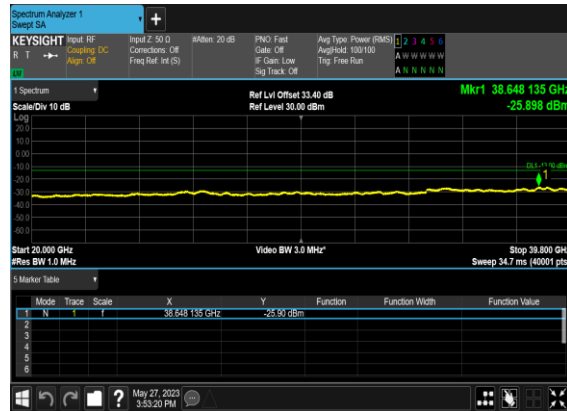 Spectrum Analyzer 1
Swept SA
+
KEYSIGHT Input: RF
R T
Coupling: DC
Align: Off
Input Z: 50 Ω
Corrections: Off
Freq Ref: Int (S)
#Atten: 20 dB
PNO: Fast
Gate: Off
IF Gain: Low
Sig Track: Off
Avg Type: Power (RMS)
Avg|Hold: 100/100
Trig: Free Run
1 2 3 4 5 6
A W W W W W
A N N N N N
1 Spectrum
Scale/Div 10 dB
Ref Lvl Offset 33.40 dB
Ref Level 30.00 dBm
Mkr1 38.648 135 GHz
-25.898 dBm
Log
20.0
10.0
0.00
-10.0
-20.0
-30.0
-40.0
-50.0
-60.0
DL1 -13.00 dBm
1
Start 20.000 GHz
#Res BW 1.0 MHz
Video BW 3.0 MHz*
Stop 39.800 GHz
Sweep 34.7 ms (40001 pts)
5 Marker Table
Mode Trace Scale X Y Function Function Width Function Value
1 N 1 f 38.648 135 GHz -25.90 dBm
2
3
4
5
6
?
May 27, 2023
3:53:20 PM